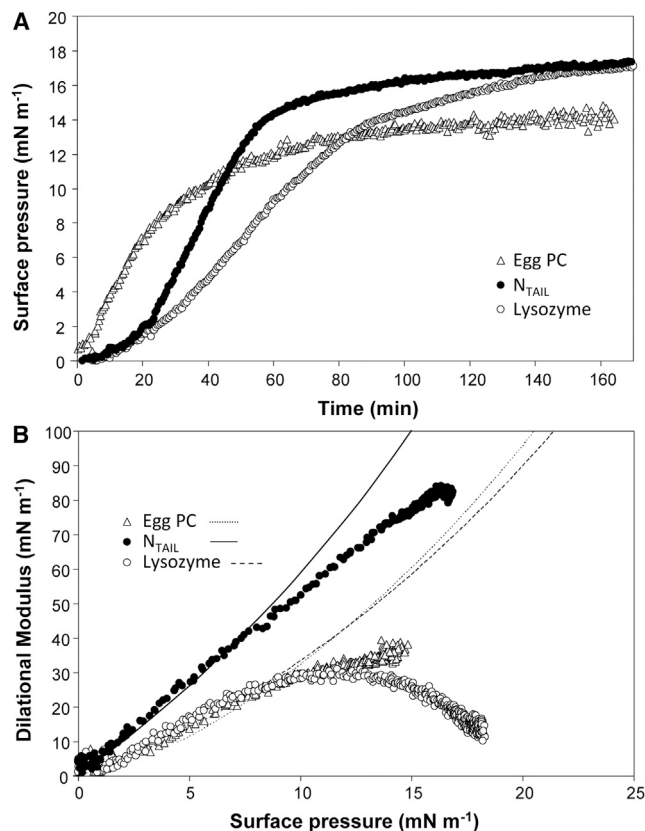 A
20
18
16
14
12
10
8
6
4
2
0
Surface pressure (mN m-1)
Egg PC
NTAIL
Lysozyme
0 20 40 60 80 100 120 140 160
Time (min)
B
100
90
80
70
60
50
40
30
20
10
0
Dilational Modulus (mN m-1)
Egg PC
NTAIL
Lysozyme
0 5 10 15 20 25
Surface pressure (mN m-1)